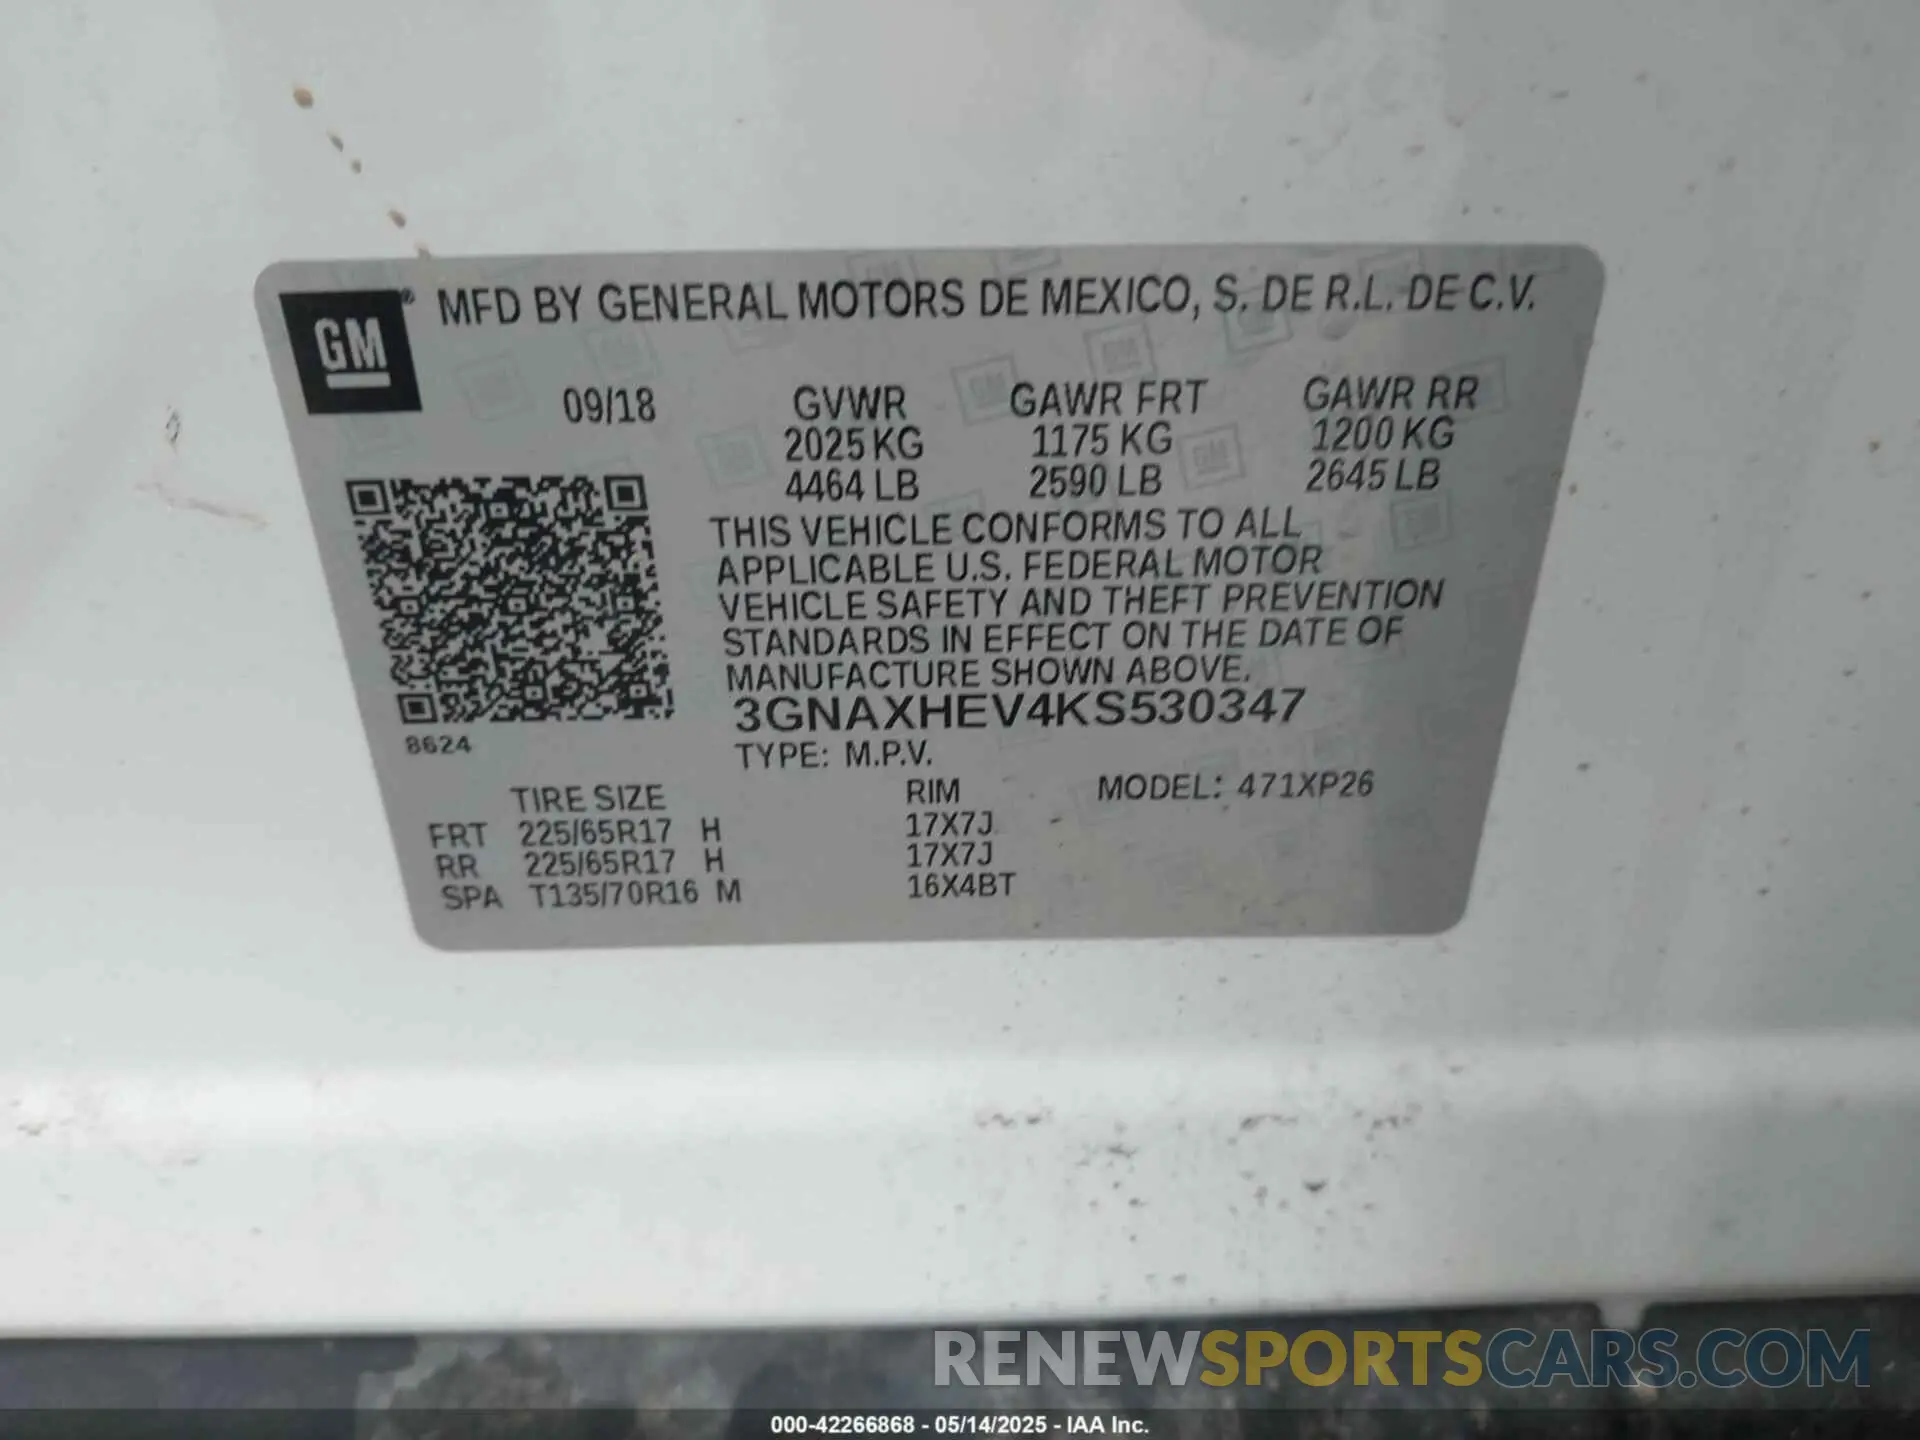 GM® MFD BY GENERAL MOTORS DE MEXICO, S. DE R.L. DE C.V.
09/18 GVWR GAWR FRT GAWR RR
2025 KG 1175 KG 1200 KG
4464 LB 2590 LB 2645 LB
THIS VEHICLE CONFORMS TO ALL
APPLICABLE U.S. FEDERAL MOTOR
VEHICLE SAFETY AND THEFT PREVENTION
STANDARDS IN EFFECT ON THE DATE OF
MANUFACTURE SHOWN ABOVE.
3GNAXHEV4KS530347
8624 TYPE: M.P.V.
TIRE SIZE RIM MODEL: 471XP26
FRT 225/65R17 H 17X7J
RR 225/65R17 H 17X7J
SPA T135/70R16 M 16X4BT
RENEWSPORTSCARS.COM
000-42266868 - 05/14/2025 - IAA Inc.